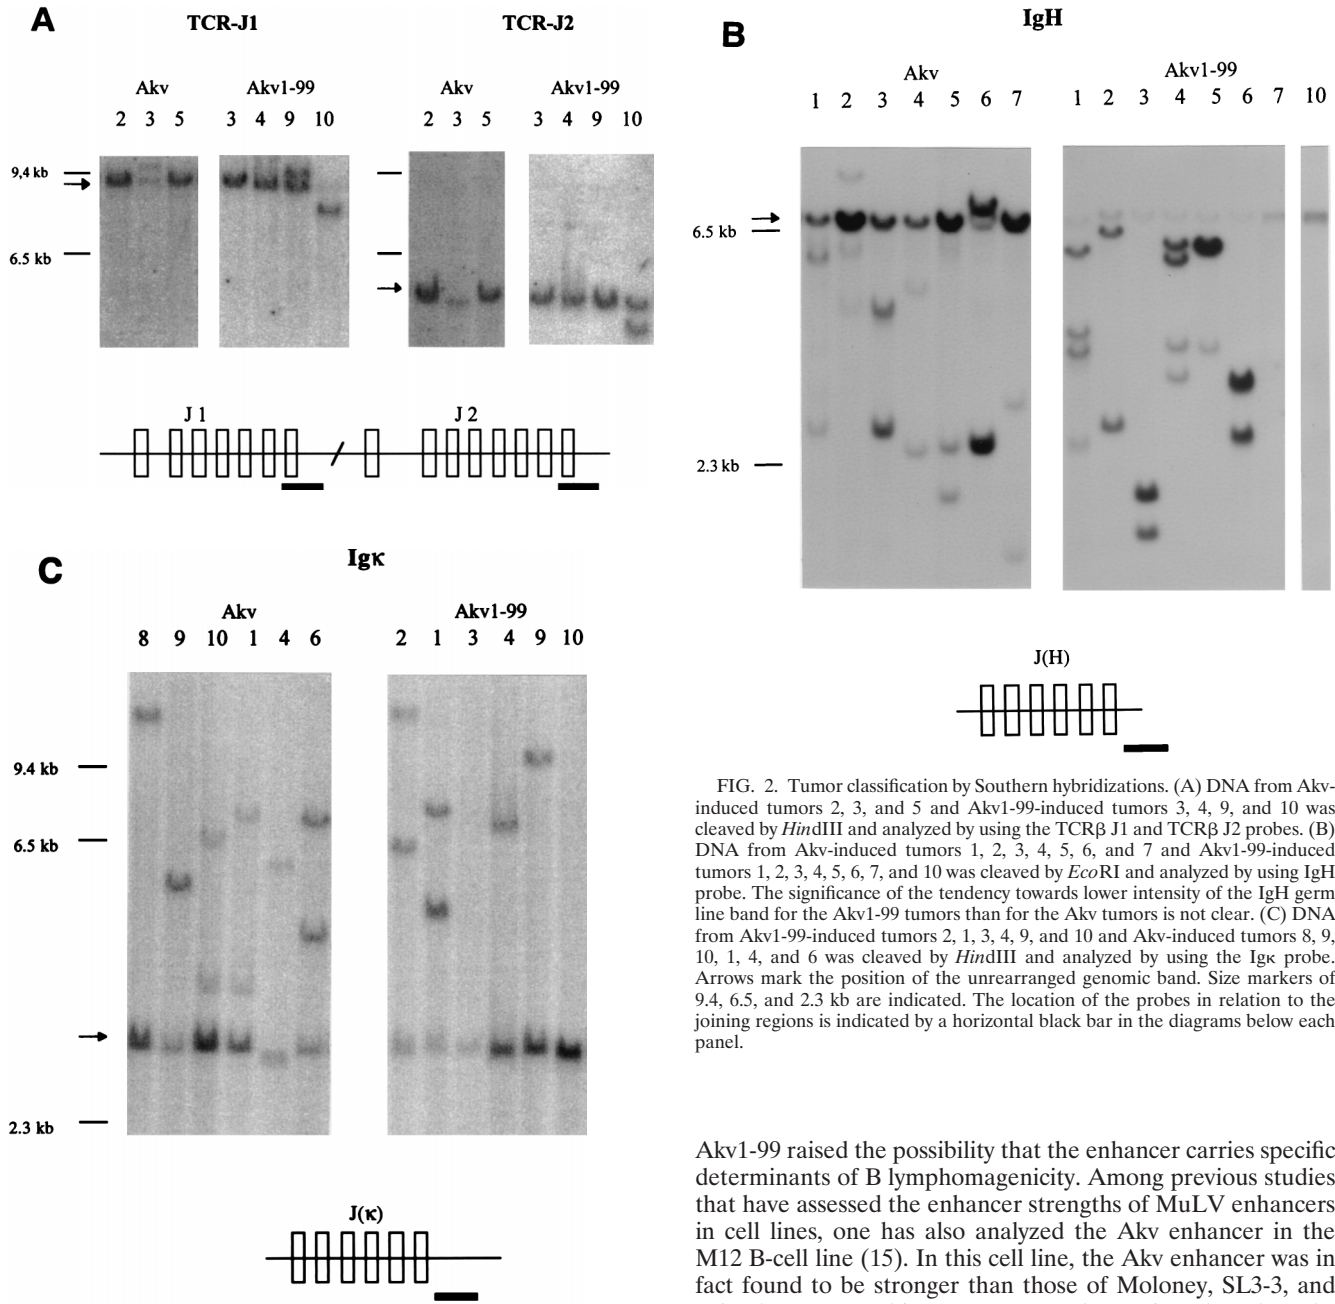 A
TCR-J1
TCR-J2
Akv
Akv1-99
Akv
Akv1-99
2 3 5
3 4 9 10
2 3 5
3 4 9 10
9,4 kb
6.5 kb
J 1
J 2
B
IgH
Akv
Akv1-99
1 2 3 4 5 6 7
1 2 3 4 5 6 7 10
6.5 kb
2.3 kb
J(H)
C
Igκ
Akv
Akv1-99
8 9 10 1 4 6
2 1 3 4 9 10
9.4 kb
6.5 kb
2.3 kb
J(κ)
FIG. 2. Tumor classification by Southern hybridizations. (A) DNA from Akv-
induced tumors 2, 3, and 5 and Akv1-99-induced tumors 3, 4, 9, and 10 was
cleaved by HindIII and analyzed by using the TCRβ J1 and TCRβ J2 probes. (B)
DNA from Akv-induced tumors 1, 2, 3, 4, 5, 6, and 7 and Akv1-99-induced
tumors 1, 2, 3, 4, 5, 6, 7, and 10 was cleaved by EcoRI and analyzed by using IgH
probe. The significance of the tendency towards lower intensity of the IgH germ
line band for the Akv1-99 tumors than for the Akv tumors is not clear. (C) DNA
from Akv1-99-induced tumors 2, 1, 3, 4, 9, and 10 and Akv-induced tumors 8, 9,
10, 1, 4, and 6 was cleaved by HindIII and analyzed by using the Igκ probe.
Arrows mark the position of the unrearranged genomic band. Size markers of
9.4, 6.5, and 2.3 kb are indicated. The location of the probes in relation to the
joining regions is indicated by a horizontal black bar in the diagrams below each
panel.
Akv1-99 raised the possibility that the enhancer carries specific
determinants of B lymphomagenicity. Among previous studies
that have assessed the enhancer strengths of MuLV enhancers
in cell lines, one has also analyzed the Akv enhancer in the
M12 B-cell line (15). In this cell line, the Akv enhancer was in
fact found to be stronger than those of Moloney, SL3-3, and